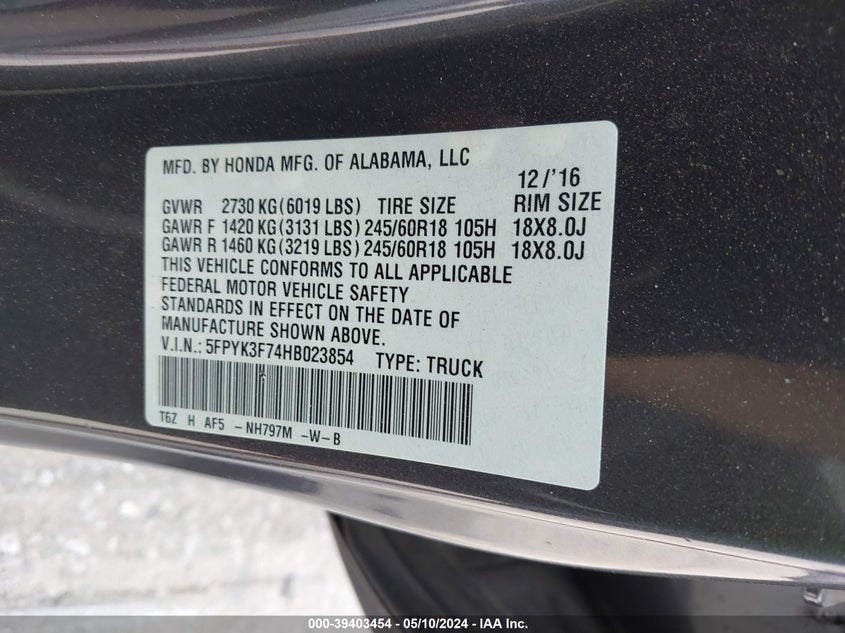 MFD. BY HONDA MFG. OF ALABAMA, LLC
12/'16
GVWR 2730 KG(6019 LBS) TIRE SIZE RIM SIZE
GAWR F 1420 KG(3131 LBS) 245/60R18 105H 18X8.0J
GAWR R 1460 KG(3219 LBS) 245/60R18 105H 18X8.0J
THIS VEHICLE CONFORMS TO ALL APPLICABLE
FEDERAL MOTOR VEHICLE SAFETY
STANDARDS IN EFFECT ON THE DATE OF
MANUFACTURE SHOWN ABOVE.
V.I.N.: 5FPYK3F74HB023854 TYPE: TRUCK
T6Z H AF5 -NH797M -W-B
000-39403454 - 05/10/2024 - IAA Inc.